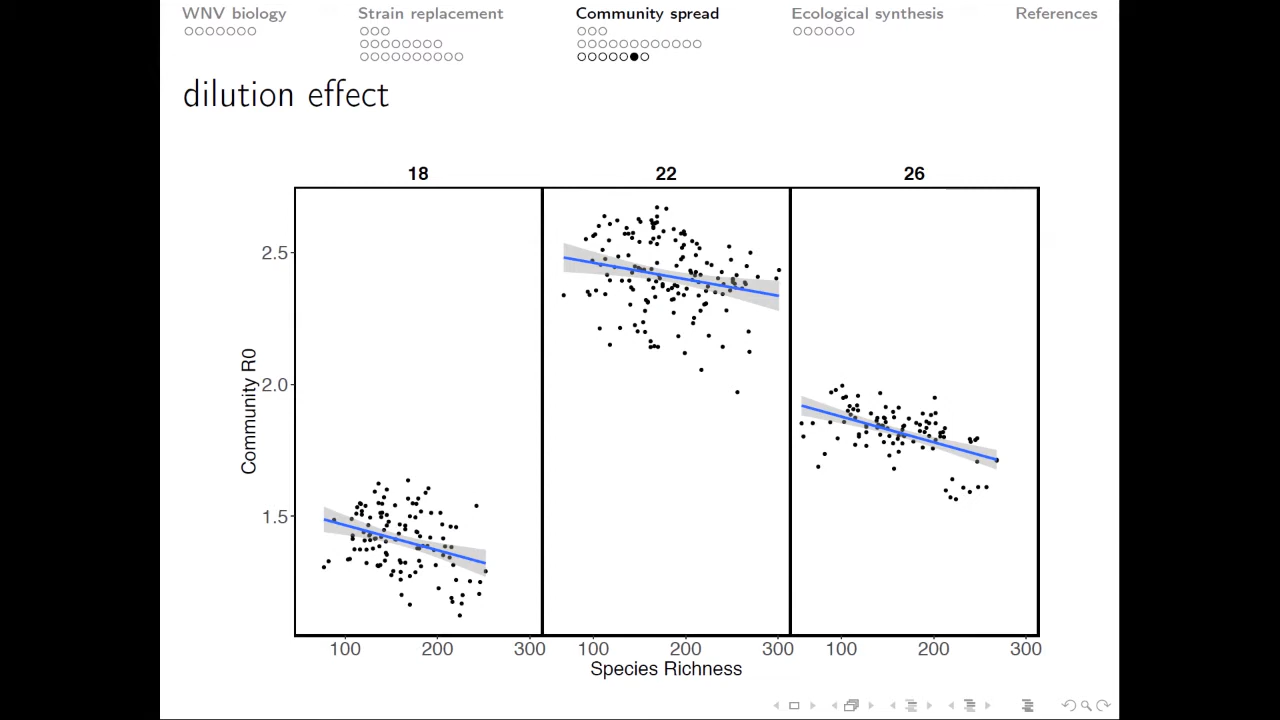 WNV biology Strain replacement Community spread Ecological synthesis References
dilution effect
18 22 26
2.5
2.0
1.5
Community R0
100 200 300 100 200 300 100 200 300
Species Richness